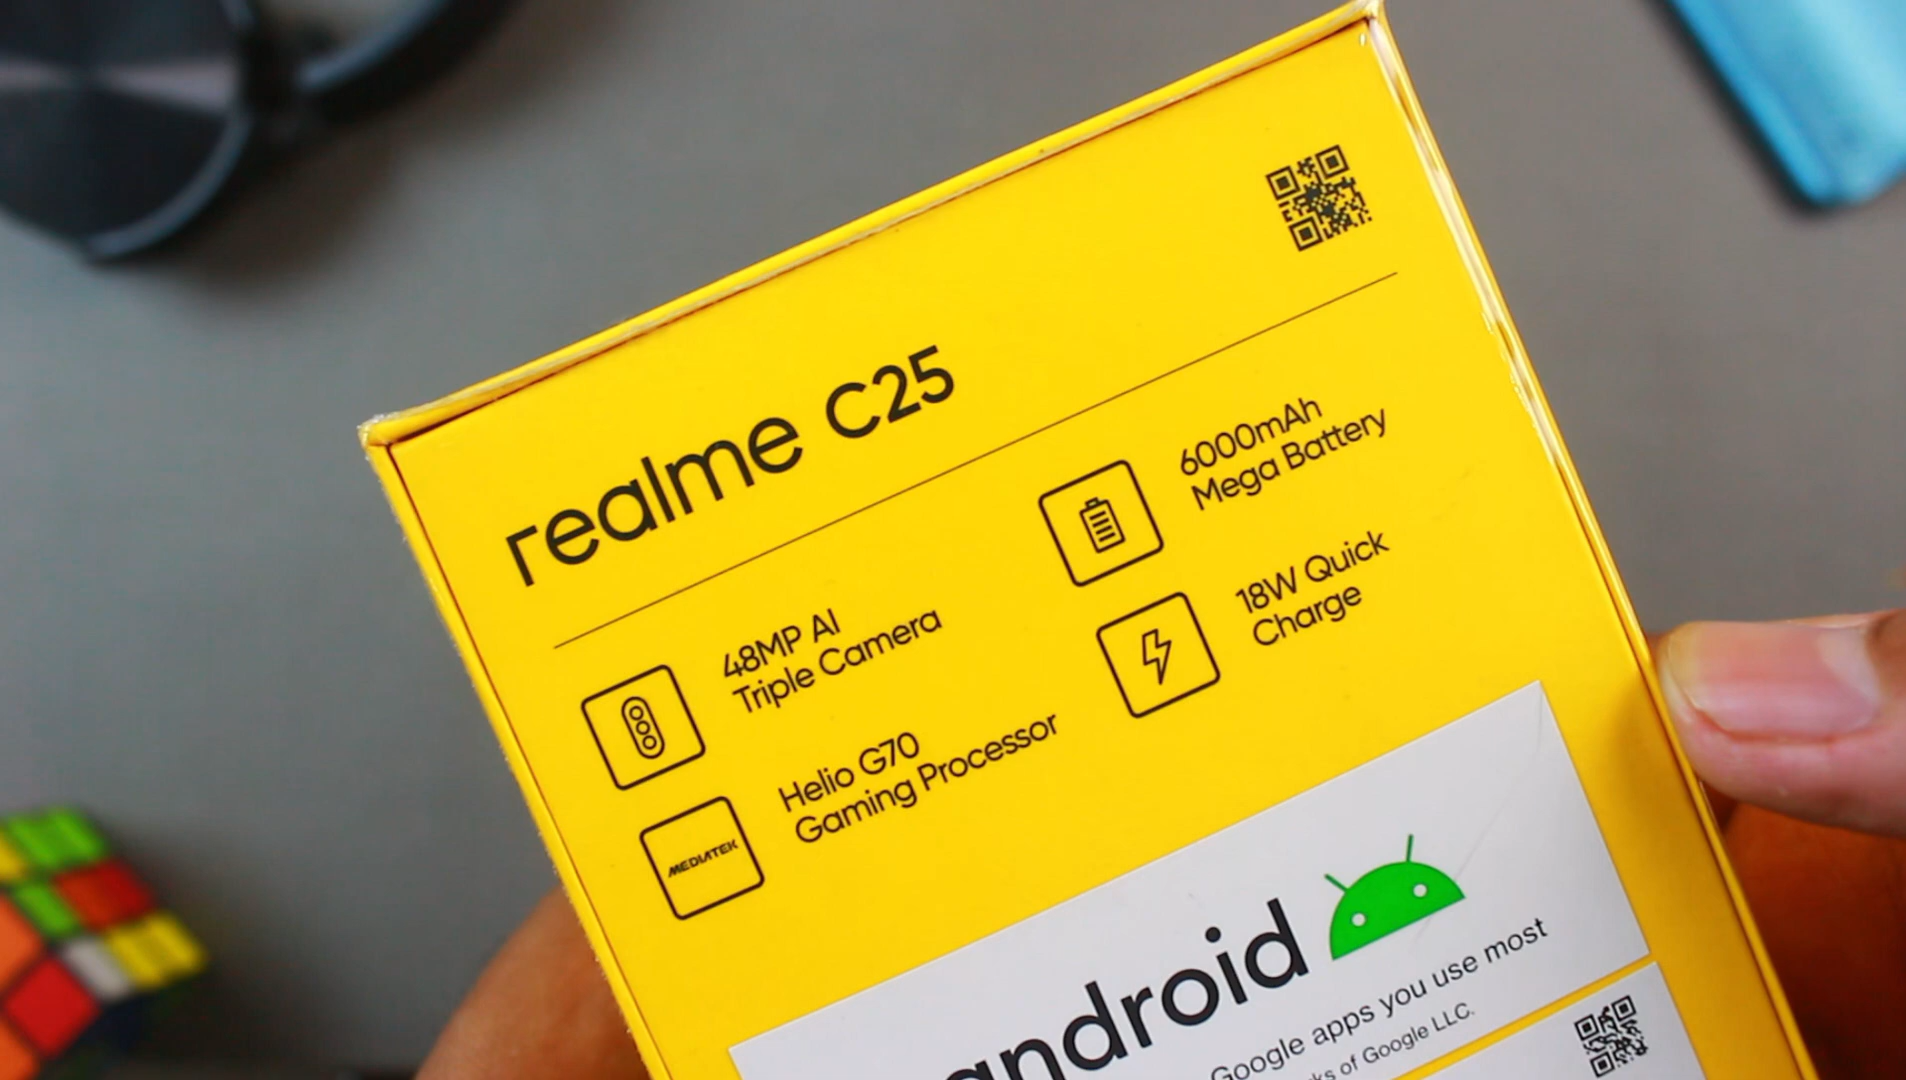 realme C25
48MP AI
Triple Camera
6000mAh
Mega Battery
Helio G70
Gaming Processor
18W Quick
Charge
MEDIATEK
android
Google apps you use most
of Google LLC.